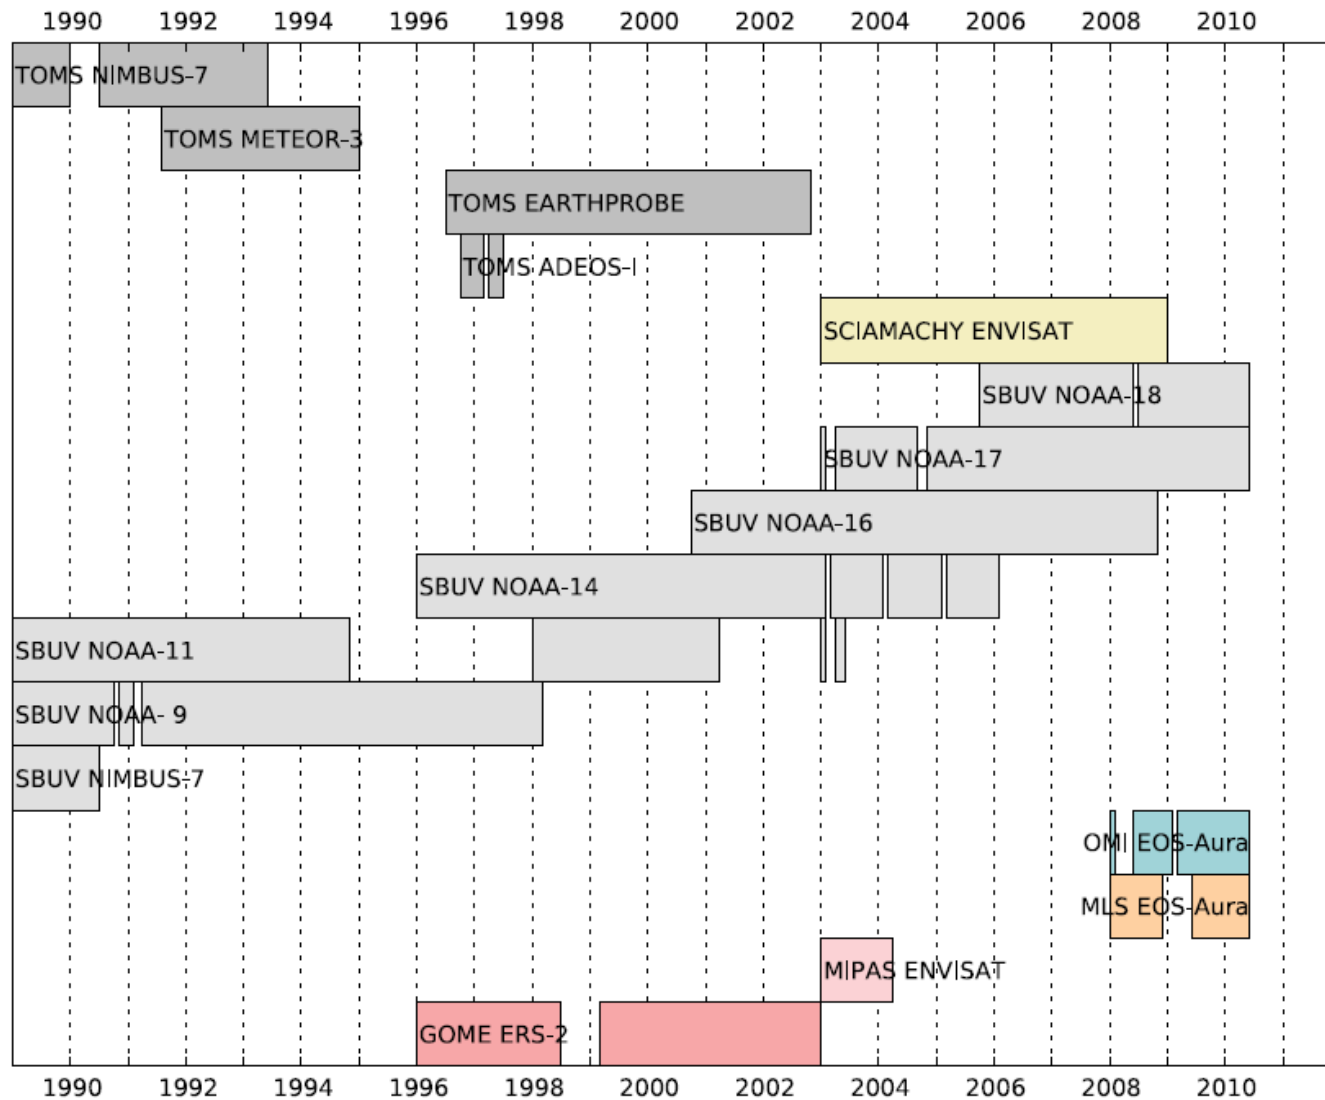 1990 1992 1994 1996 1998 2000 2002 2004 2006 2008 2010
TOMS NIMBUS-7
TOMS METEOR-3
TOMS EARTHPROBE
TOMS ADEOS-I
SCIAMACHY ENVISAT
SBUV NOAA-18
SBUV NOAA-17
SBUV NOAA-16
SBUV NOAA-14
SBUV NOAA-11
SBUV NOAA- 9
SBUV NIMBUS-7
OMI EOS-Aura
MLS EOS-Aura
MIPAS ENVISAT
GOME ERS-2
1990 1992 1994 1996 1998 2000 2002 2004 2006 2008 2010